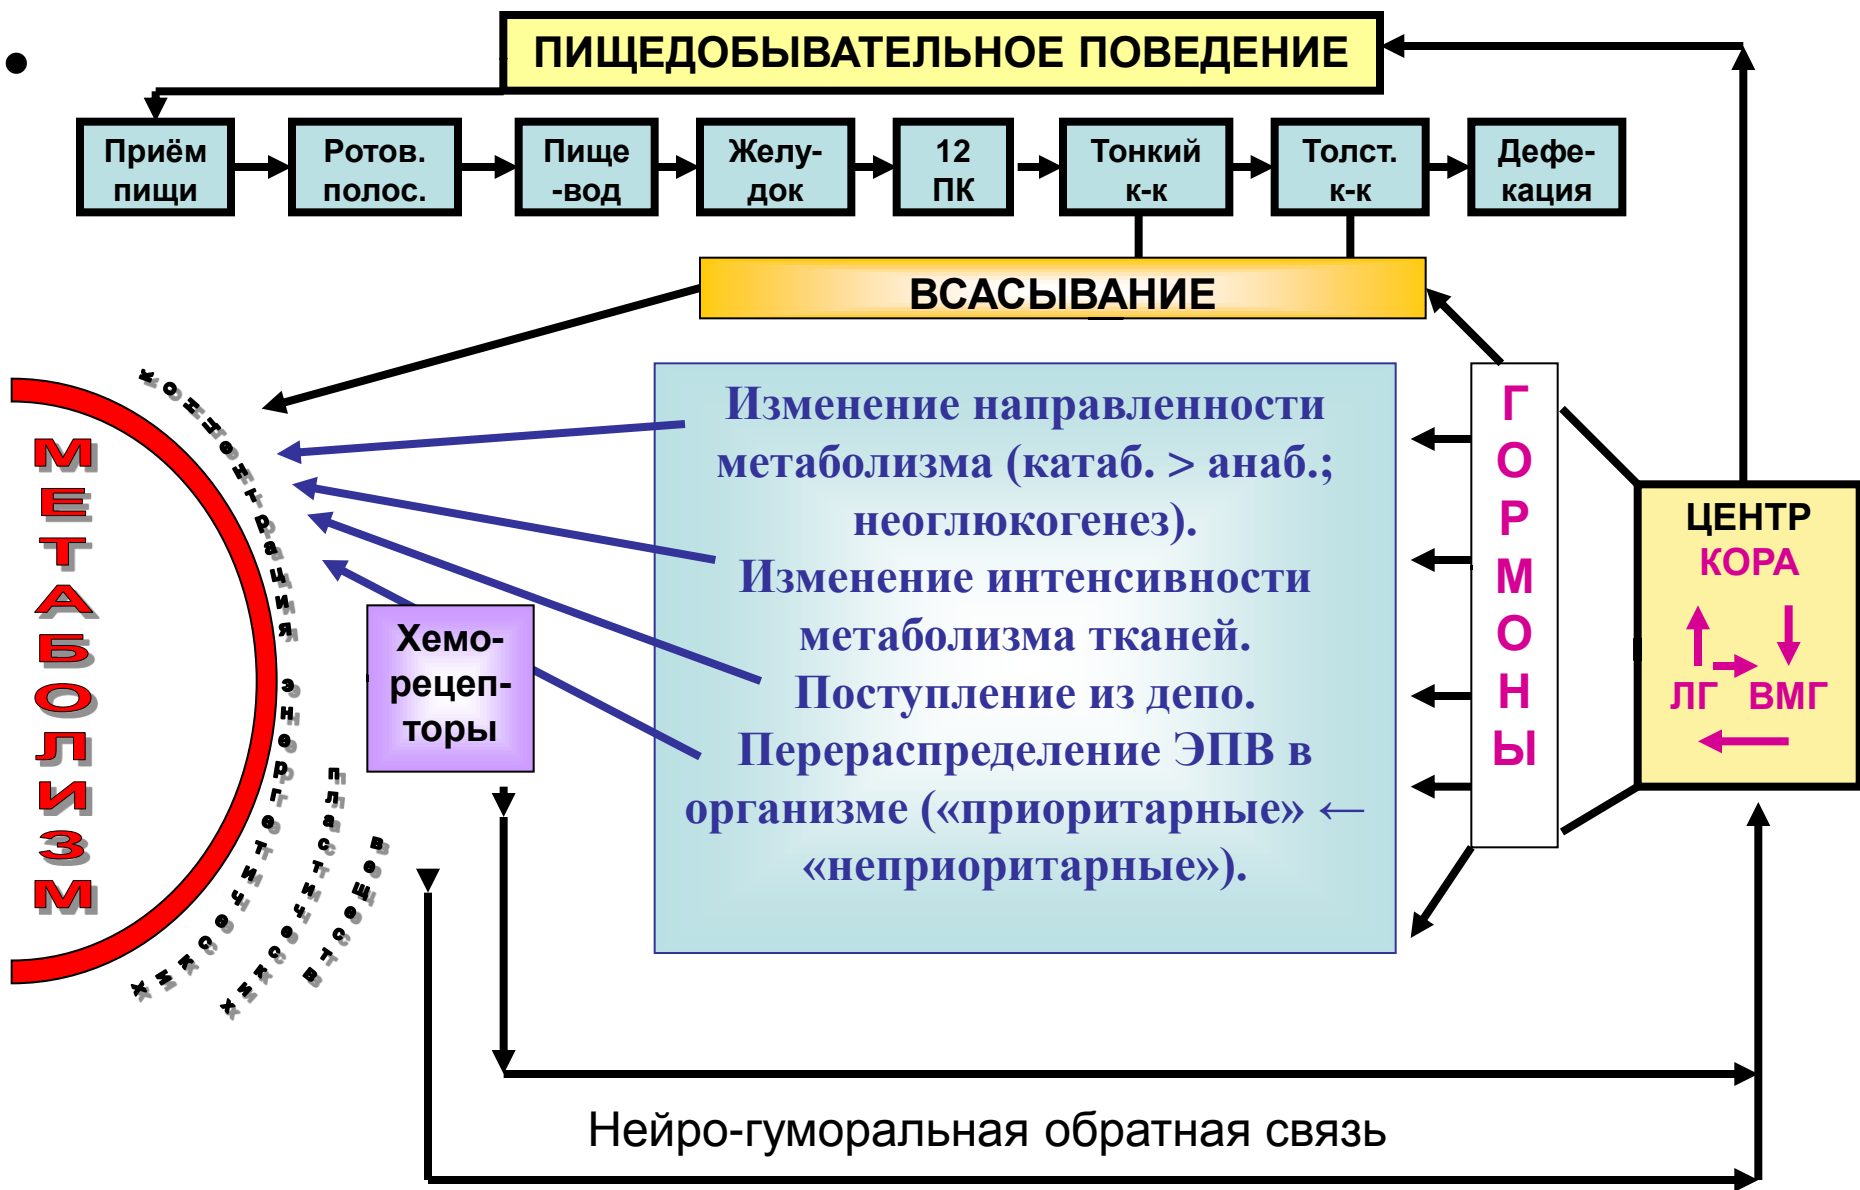 ПИЩЕДОБЫВАТЕЛЬНОЕ ПОВЕДЕНИЕ
Приём
пищи
Ротов.
полос.
Пище
-вод
Желу-
док
12
ПК
Тонкий
к-к
Толст.
к-к
Дефе-
кация
ВСАСЫВАНИЕ
МЕТАБОЛИЗМ
концентрация энергетических
пластических
веществ
Хемо-
рецеп-
торы
Изменение направленности
метаболизма (катаб. > анаб.;
неоглюкогенез).
Изменение интенсивности
метаболизма тканей.
Поступление из депо.
Перераспределение ЭПВ в
организме («приоритарные» ←
«неприоритарные»).
ГОРМОНЫ
ЦЕНТР
КОРА
ЛГ ВМГ
Нейро-гуморальная обратная связь